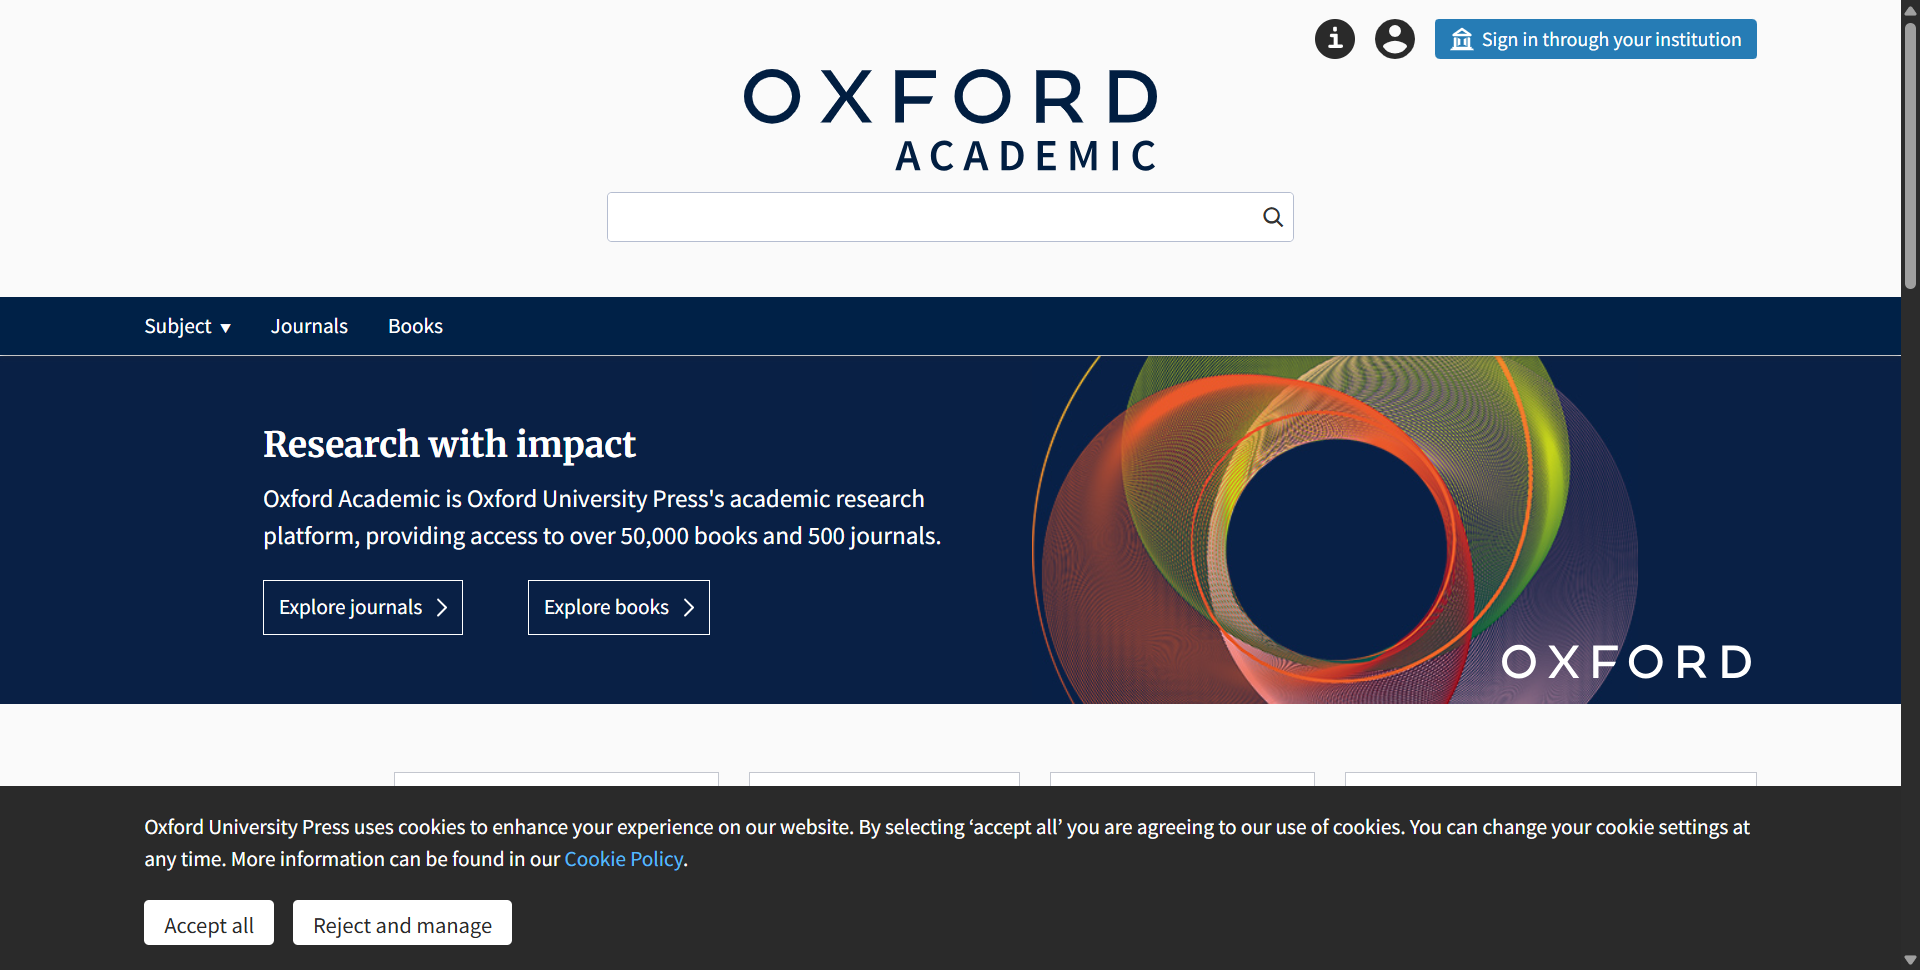 Sign in through your institution
OXFORD
ACADEMIC
Subject ▼ Journals Books
Research with impact
Oxford Academic is Oxford University Press's academic research
platform, providing access to over 50,000 books and 500 journals.
Explore journals Explore books
OXFORD
Oxford University Press uses cookies to enhance your experience on our website. By selecting ‘accept all’ you are agreeing to our use of cookies. You can change your cookie settings at
any time. More information can be found in our Cookie Policy.
Accept all Reject and manage